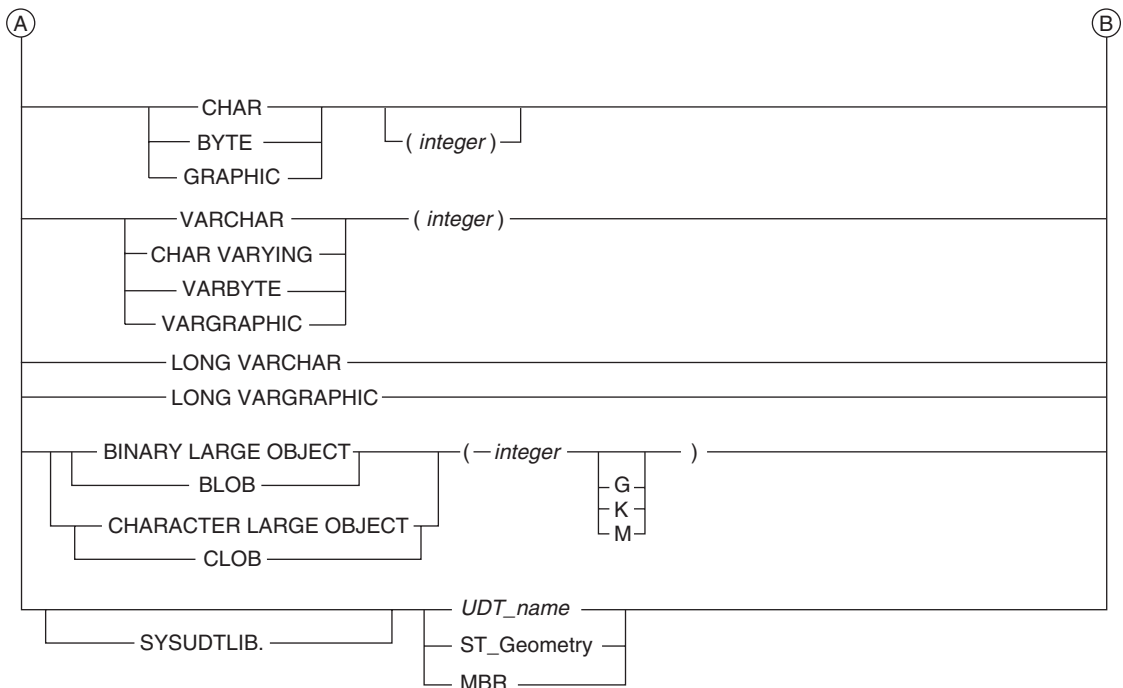 A B
CHAR
BYTE ( integer )
GRAPHIC
VARCHAR ( integer )
CHAR VARYING
VARBYTE
VARGRAPHIC
LONG VARCHAR
LONG VARGRAPHIC
BINARY LARGE OBJECT ( integer )
BLOB G
K
CHARACTER LARGE OBJECT M
CLOB
UDT_name
SYSUDTLIB. ST_Geometry
MBR